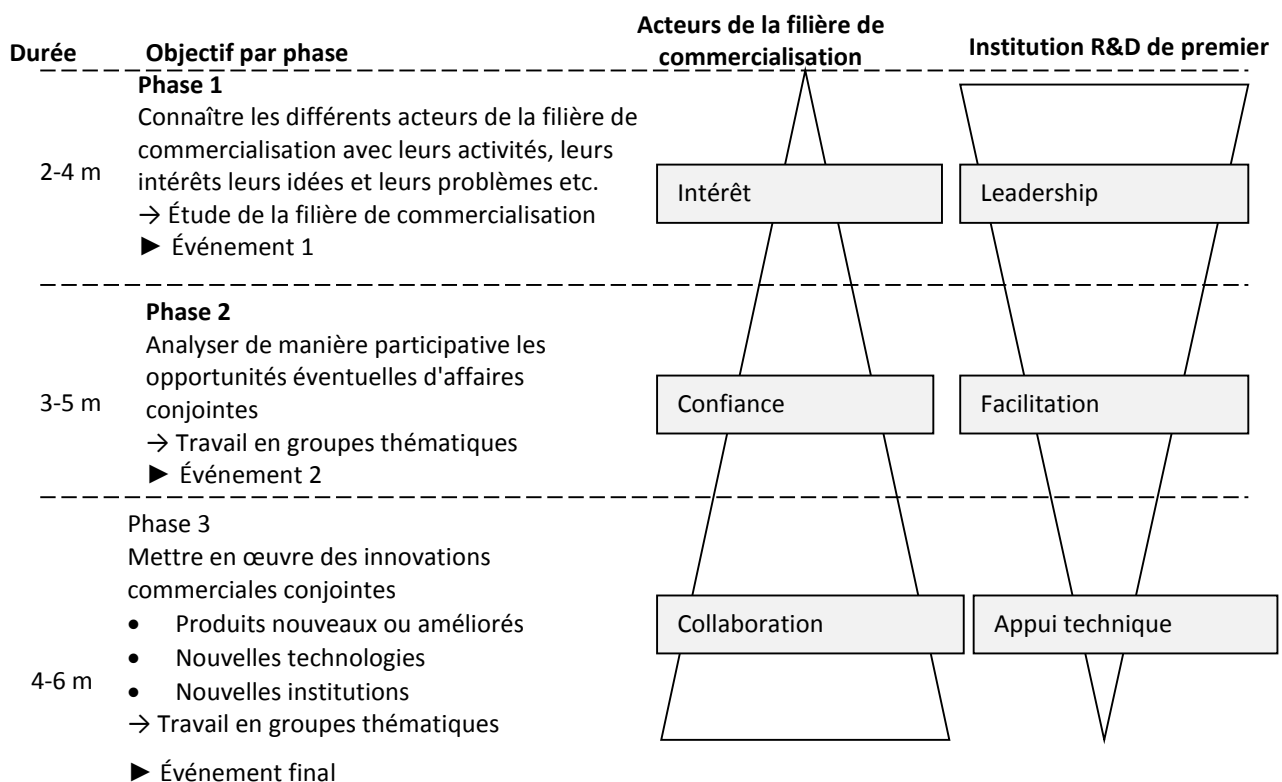 Durée
Objectif par phase
Acteurs de la filière de
commercialisation
Institution R&D de premier
Phase 1
Connaître les différents acteurs de la filière de
commercialisation avec leurs activités, leurs
intérêts leurs idées et leurs problèmes etc.
→ Étude de la filière de commercialisation
► Événement 1
2-4 m
Intérêt
Leadership
Phase 2
Analyser de manière participative les
opportunités éventuelles d'affaires
conjointes
→ Travail en groupes thématiques
► Événement 2
3-5 m
Confiance
Facilitation
Phase 3
Mettre en œuvre des innovations
commerciales conjointes
• Produits nouveaux ou améliorés
• Nouvelles technologies
• Nouvelles institutions
→ Travail en groupes thématiques
► Événement final
4-6 m
Collaboration
Appui technique